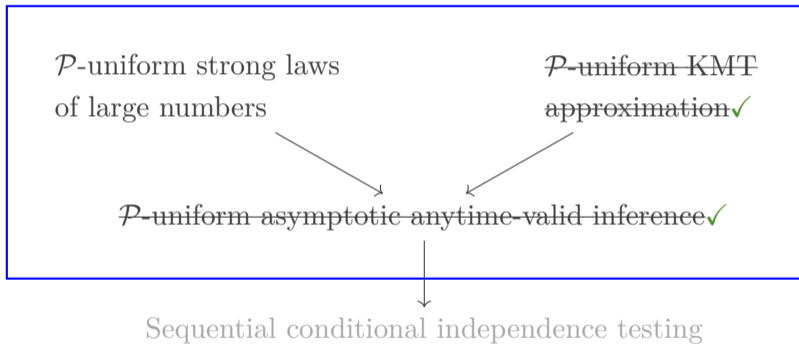 𝒫-uniform strong laws
of large numbers
𝒫-uniform KMT
approximation✓
𝒫-uniform asymptotic anytime-valid inference✓
Sequential conditional independence testing